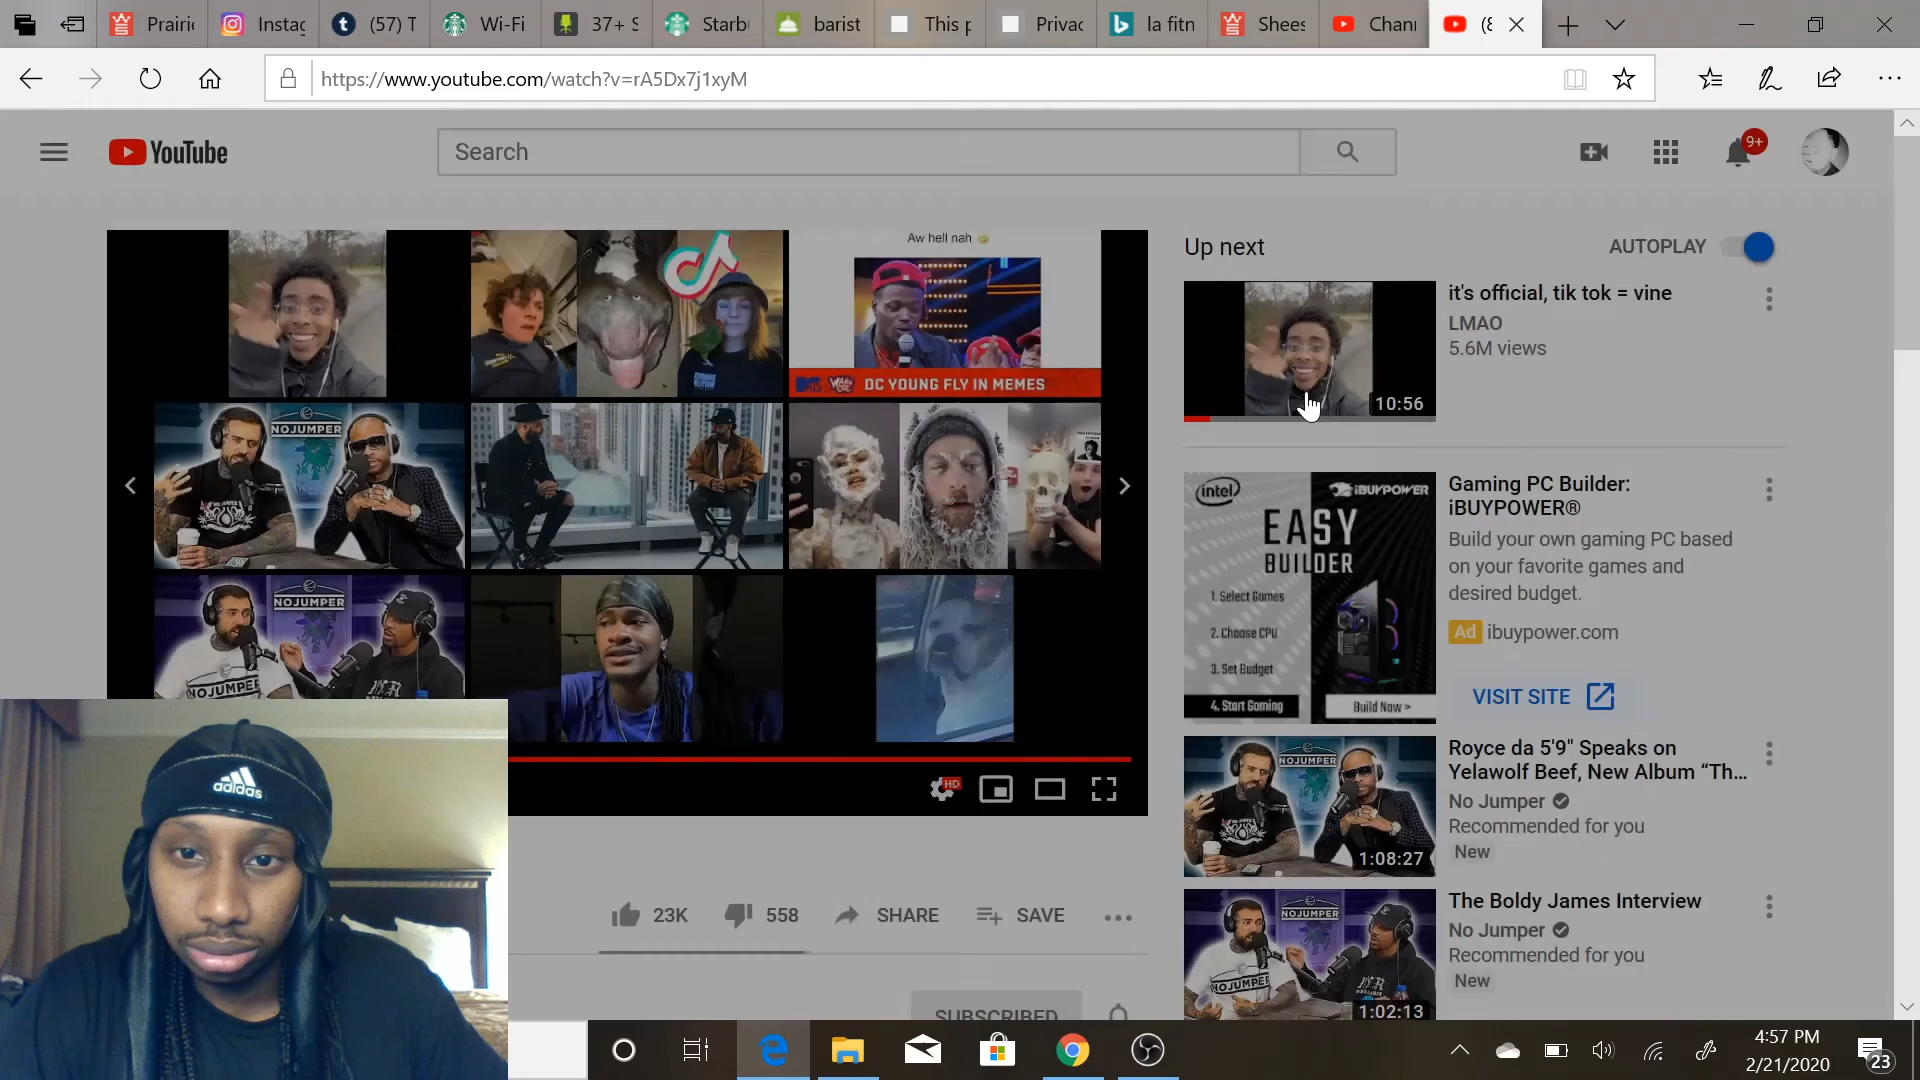 Prairie
Instag
(57) T
Wi-Fi
37+ S
Starb
barist
This p
Privac
la fitn
Shees
Chan
(8
https://www.youtube.com/watch?v=rA5Dx7j1xyM
YouTube
Search
9+
Aw hell nah
DC YOUNG FLY IN MEMES
NOJUMPER
NOJUMPER
NOJUMPER
HD
23K
558
SHARE
SAVE
SUBSCRIBED
Up next
AUTOPLAY
10:56
it's official, tik tok = vine
LMAO
5.6M views
intel
iBUYPOWER
EASY
BUILDER
1. Select Games
2. Choose CPU
3. Set Budget
4. Start Gaming
Build Now >
Gaming PC Builder:
iBUYPOWER®
Build your own gaming PC based
on your favorite games and
desired budget.
Ad ibuypower.com
VISIT SITE
NOJUMPER
1:08:27
Royce da 5'9" Speaks on
Yelawolf Beef, New Album “Th...
No Jumper
Recommended for you
New
NOJUMPER
NOJUMPER
1:02:13
The Boldy James Interview
No Jumper
Recommended for you
New
adidas
4:57 PM
2/21/2020
23